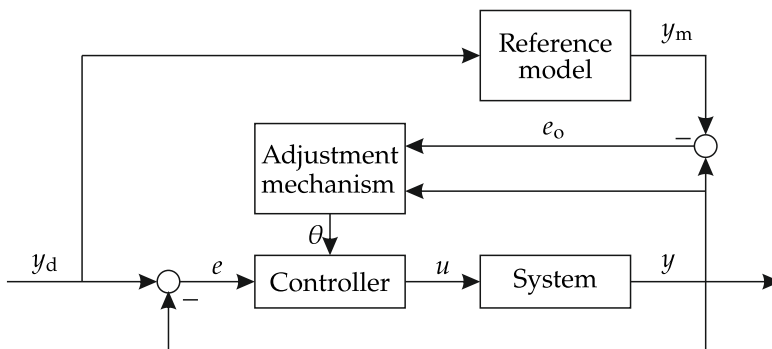 Reference
model
y_m
−
e_o
Adjustment
mechanism
θ
y_d
e
−
Controller
u
System
y